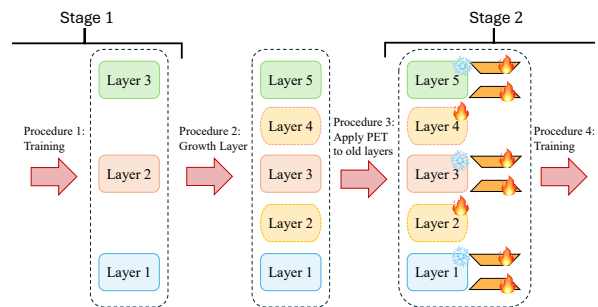 Stage 1
Stage 2
Procedure 1:
Training
Layer 3
Layer 2
Layer 1
Procedure 2:
Growth Layer
Layer 5
Layer 4
Layer 3
Layer 2
Layer 1
Procedure 3:
Apply PET
to old layers
Layer 5
Layer 4
Layer 3
Layer 2
Layer 1
Procedure 4:
Training